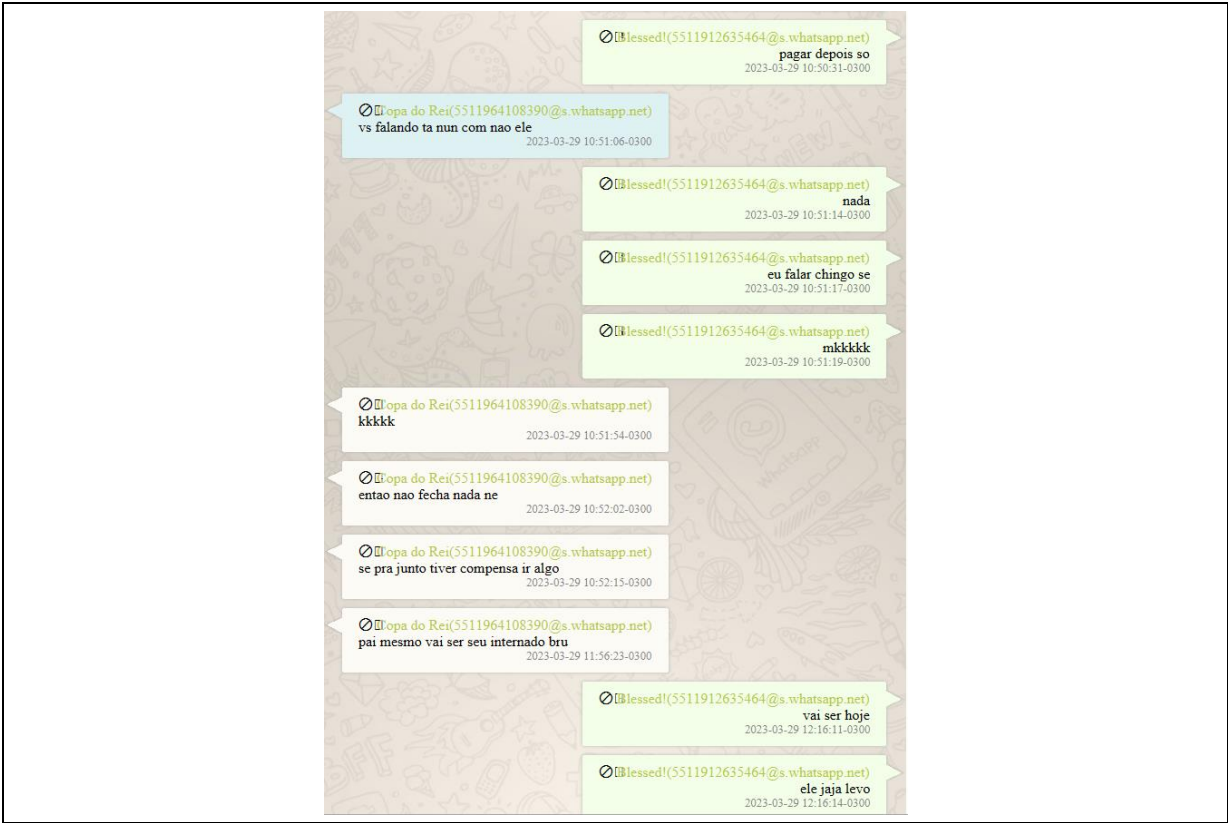 Blessed!(5511912635464@s.whatsapp.net)
pagar depois so
2023-03-29 10:50:31-0300
Copa do Rei(5511964108390@s.whatsapp.net)
vs falando ta nun com nao ele
2023-03-29 10:51:06-0300
Blessed!(5511912635464@s.whatsapp.net)
nada
2023-03-29 10:51:14-0300
Blessed!(5511912635464@s.whatsapp.net)
eu falar chingo se
2023-03-29 10:51:17-0300
Blessed!(5511912635464@s.whatsapp.net)
mkkkkk
2023-03-29 10:51:19-0300
Copa do Rei(5511964108390@s.whatsapp.net)
kkkkk
2023-03-29 10:51:54-0300
Copa do Rei(5511964108390@s.whatsapp.net)
entao nao fecha nada ne
2023-03-29 10:52:02-0300
Copa do Rei(5511964108390@s.whatsapp.net)
se pra junto tiver compensa ir algo
2023-03-29 10:52:15-0300
Copa do Rei(5511964108390@s.whatsapp.net)
pai mesmo vai ser seu internado bru
2023-03-29 11:56:23-0300
Blessed!(5511912635464@s.whatsapp.net)
vai ser hoje
2023-03-29 12:16:11-0300
Blessed!(5511912635464@s.whatsapp.net)
ele jaja levo
2023-03-29 12:16:14-0300